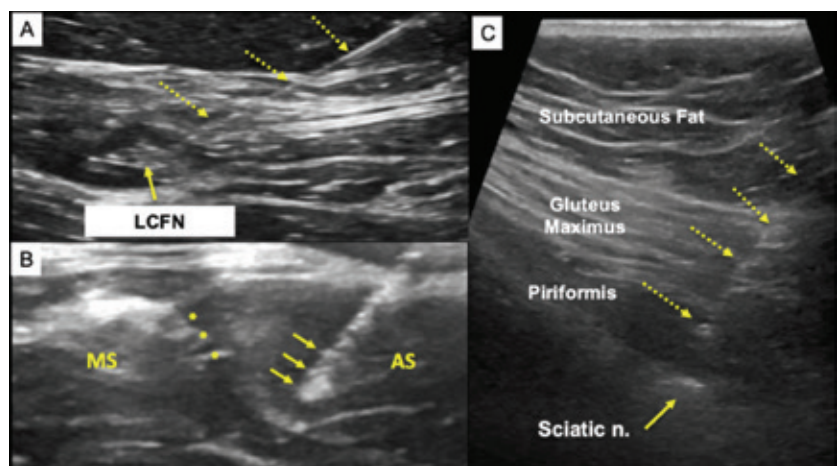 A
LCFN
B
MS
AS
C
Subcutaneous Fat
Gluteus
Maximus
Piriformis
Sciatic n.